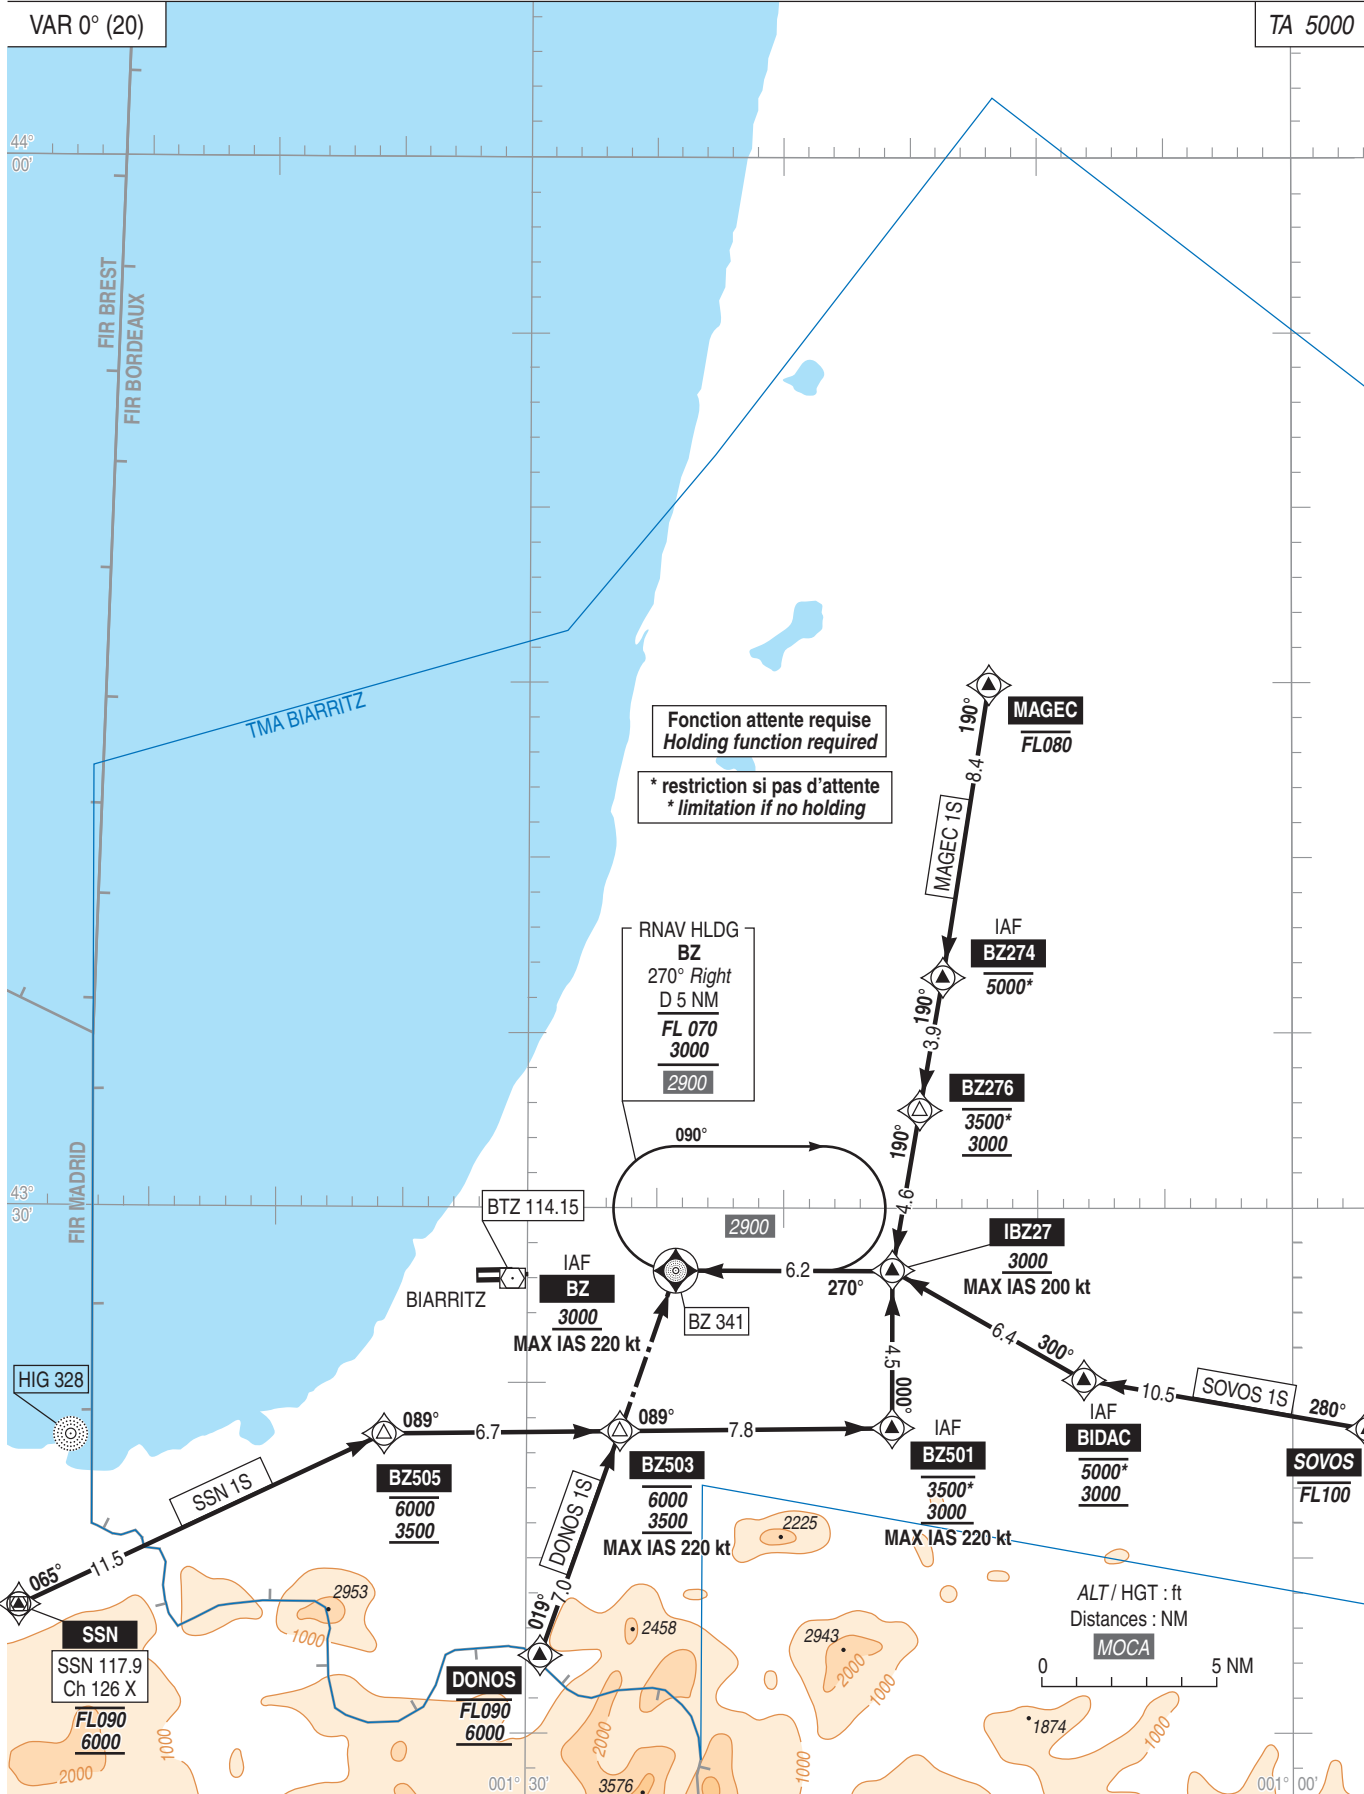 VAR 0° (20)
TA 5000
44°
00'
FIR BREST
FIR BORDEAUX
TMA BIARRITZ
Fonction attente requise
Holding function required
* restriction si pas d'attente
* limitation if no holding
190°
MAGEC
FL080
8.4
MAGEC 1S
RNAV HLDG
BZ
270° Right
D 5 NM
FL 070
3000
2900
IAF
BZ274
5000*
190°
3.9
BZ276
3500*
3000
190°
4.6
090°
2900
FIR MADRID
43°
30'
BTZ 114.15
BIARRITZ
IAF
BZ
3000
MAX IAS 220 kt
BZ 341
6.2
270°
IBZ27
3000
MAX IAS 200 kt
6.4
300°
4.5
000°
HIG 328
10.5
SOVOS 1S
280°
IAF
BIDAC
5000*
3000
SOVOS
FL100
089°
6.7
089°
7.8
BZ505
6000
3500
BZ503
6000
3500
MAX IAS 220 kt
IAF
BZ501
3500*
3000
MAX IAS 220 kt
SSN 1S
11.5
065°
DONOS 1S
7.0
019°
SSN
SSN 117.9
Ch 126 X
FL090
6000
DONOS
FL090
6000
2953
1000
2225
2458
2943
2000
1000
ALT / HGT : ft
Distances : NM
MOCA
0
5 NM
1874
1000
1000
2000
2000
3576
1000
001° 30'
001° 00'